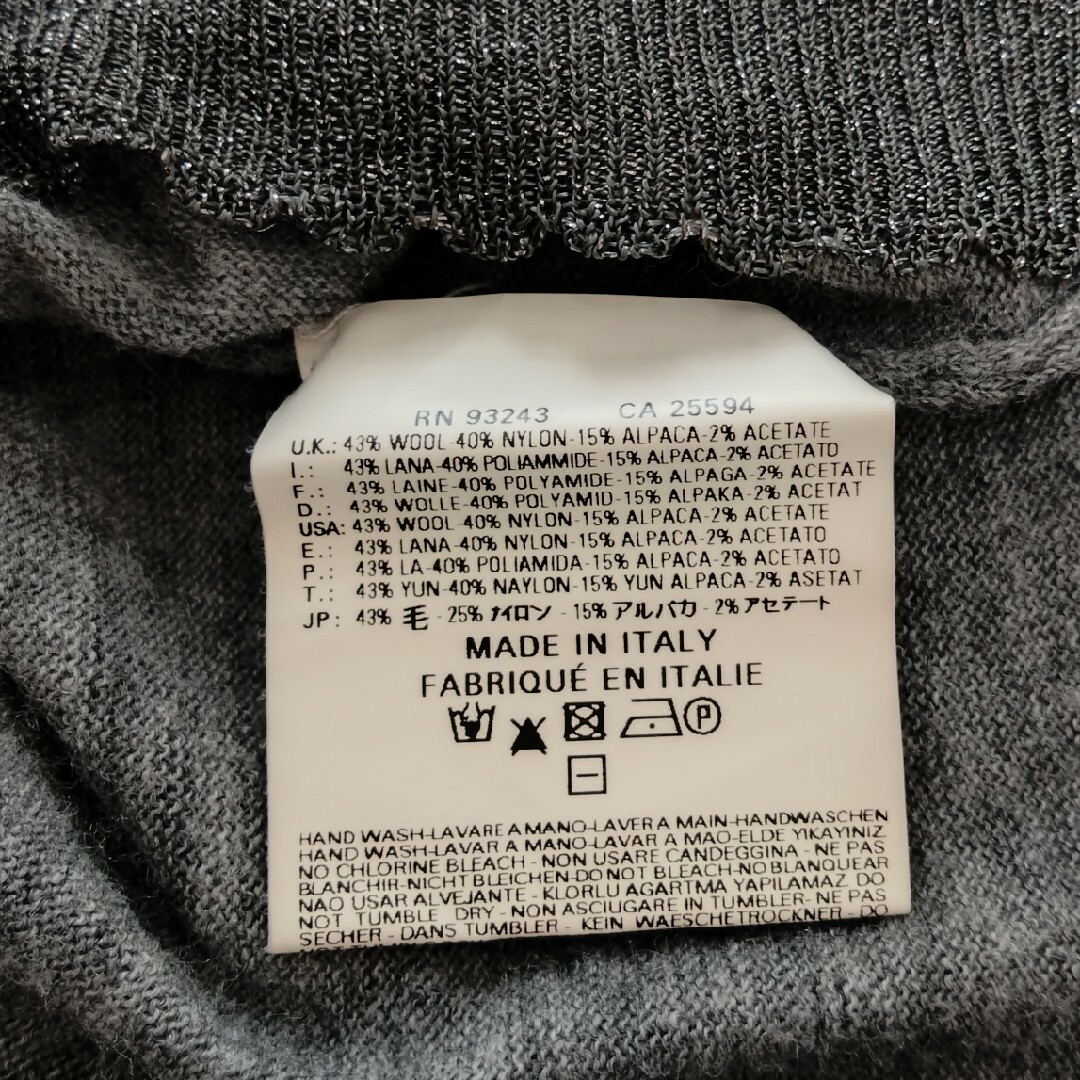 RN 93243 CA 25594
U.K.: 43% WOOL-40% NYLON-15% ALPACA-2% ACETATE
I.: 43% LANA-40% POLIAMMIDE-15% ALPACA-2% ACETATO
F.: 43% LAINE-40% POLYAMIDE-15% ALPAGA-2% ACETATE
D.: 43% WOLLE-40% POLYAMID-15% ALPAKA-2% ACETAT
USA: 43% WOOL-40% NYLON-15% ALPACA-2% ACETATE
E.: 43% LANA-40% NYLON-15% ALPACA-2% ACETATO
P.: 43% LA-40% POLIAMIDA-15% ALPACA-2% ACETATO
T.: 43% YUN-40% NAYLON-15% YUN ALPACA-2% ASETAT
JP: 43% 毛 - 25% ナイロン - 15% アルパカ - 2% アセテート
MADE IN ITALY
FABRIQUÉ EN ITALIE
P
HAND WASH-LAVARE A MANO-LAVER A MAIN-HANDWASCHEN
HAND WASH-LAVAR A MANO-LAVAR A MAO-ELDE YIKAYINIZ
NO CHLORINE BLEACH - NON USARE CANDEGGINA - NE PAS
BLANCHIR-NICHT BLEICHEN-DO NOT BLEACH-NO BLANQUEAR
NAO USAR ALVEJANTE - KLORLU AGARTMA YAPILAMAZ DO
NOT TUMBLE DRY - NON ASCIUGARE IN TUMBLER - NE PAS
SECHER - DANS TUMBLER - KEIN WAESCHETROCKNER - DO